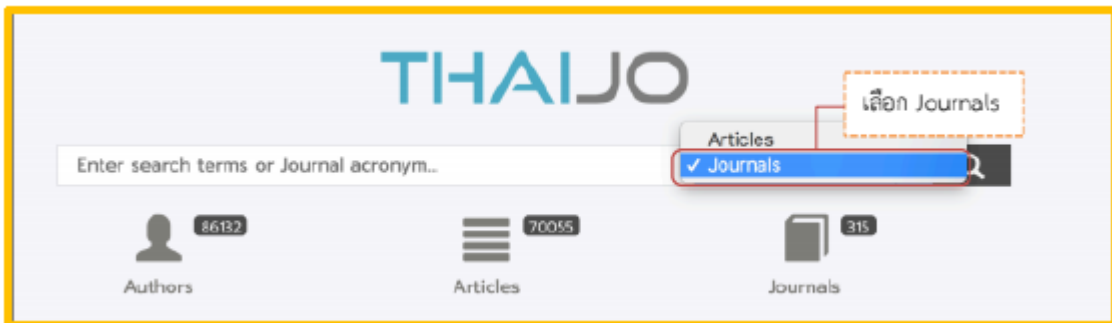 THAIJO
เลือก Journals
Articles
Enter search terms or Journal acronym...
✓ Journals
86132
70055
315
Authors
Articles
Journals